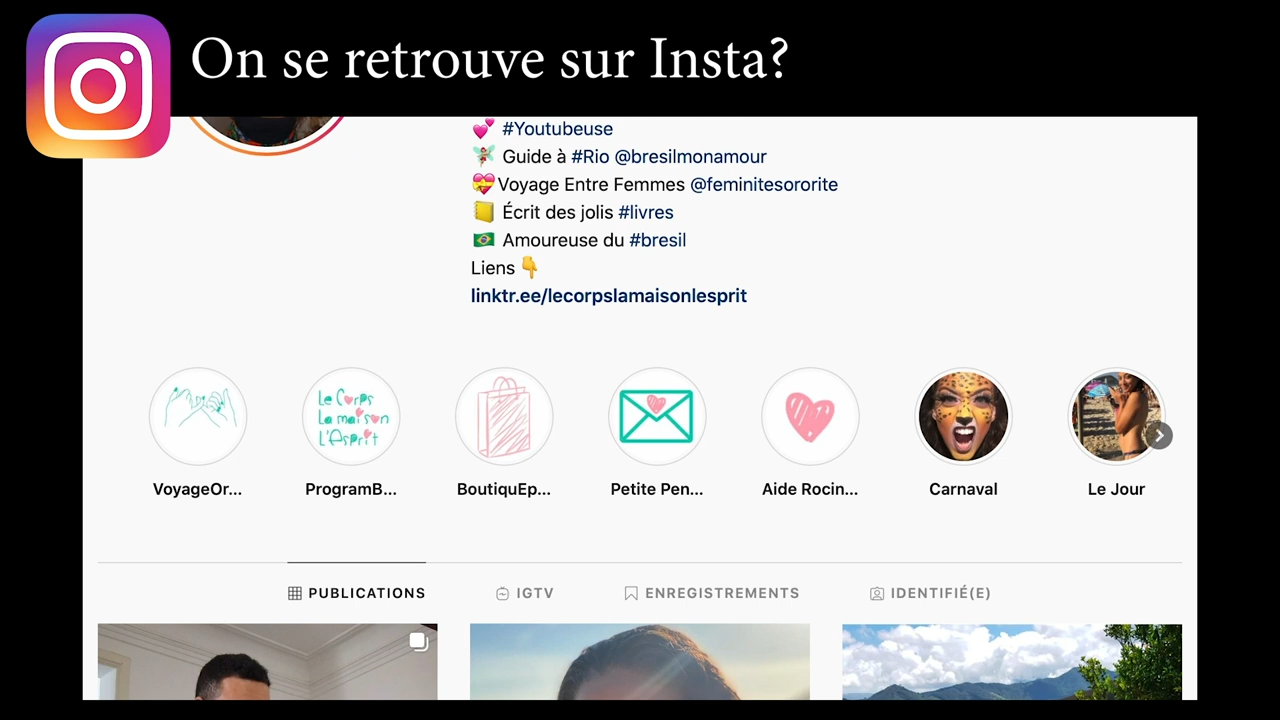 On se retrouve sur Insta?
💕 #Youtubeuse
🧚 Guide à #Rio @bresilmonamour
💝Voyage Entre Femmes @feminitesororite
📒 Écrit des jolis #livres
🇧🇷 Amoureuse du #bresil
Liens 👇
linktr.ee/lecorpslamaisonlesprit
Le Corps
La maison
L'Esprit
VoyageOr...
ProgramB...
BoutiquEp...
Petite Pen...
Aide Rocin...
Carnaval
Le Jour
PUBLICATIONS
IGTV
ENREGISTREMENTS
IDENTIFIÉ(E)